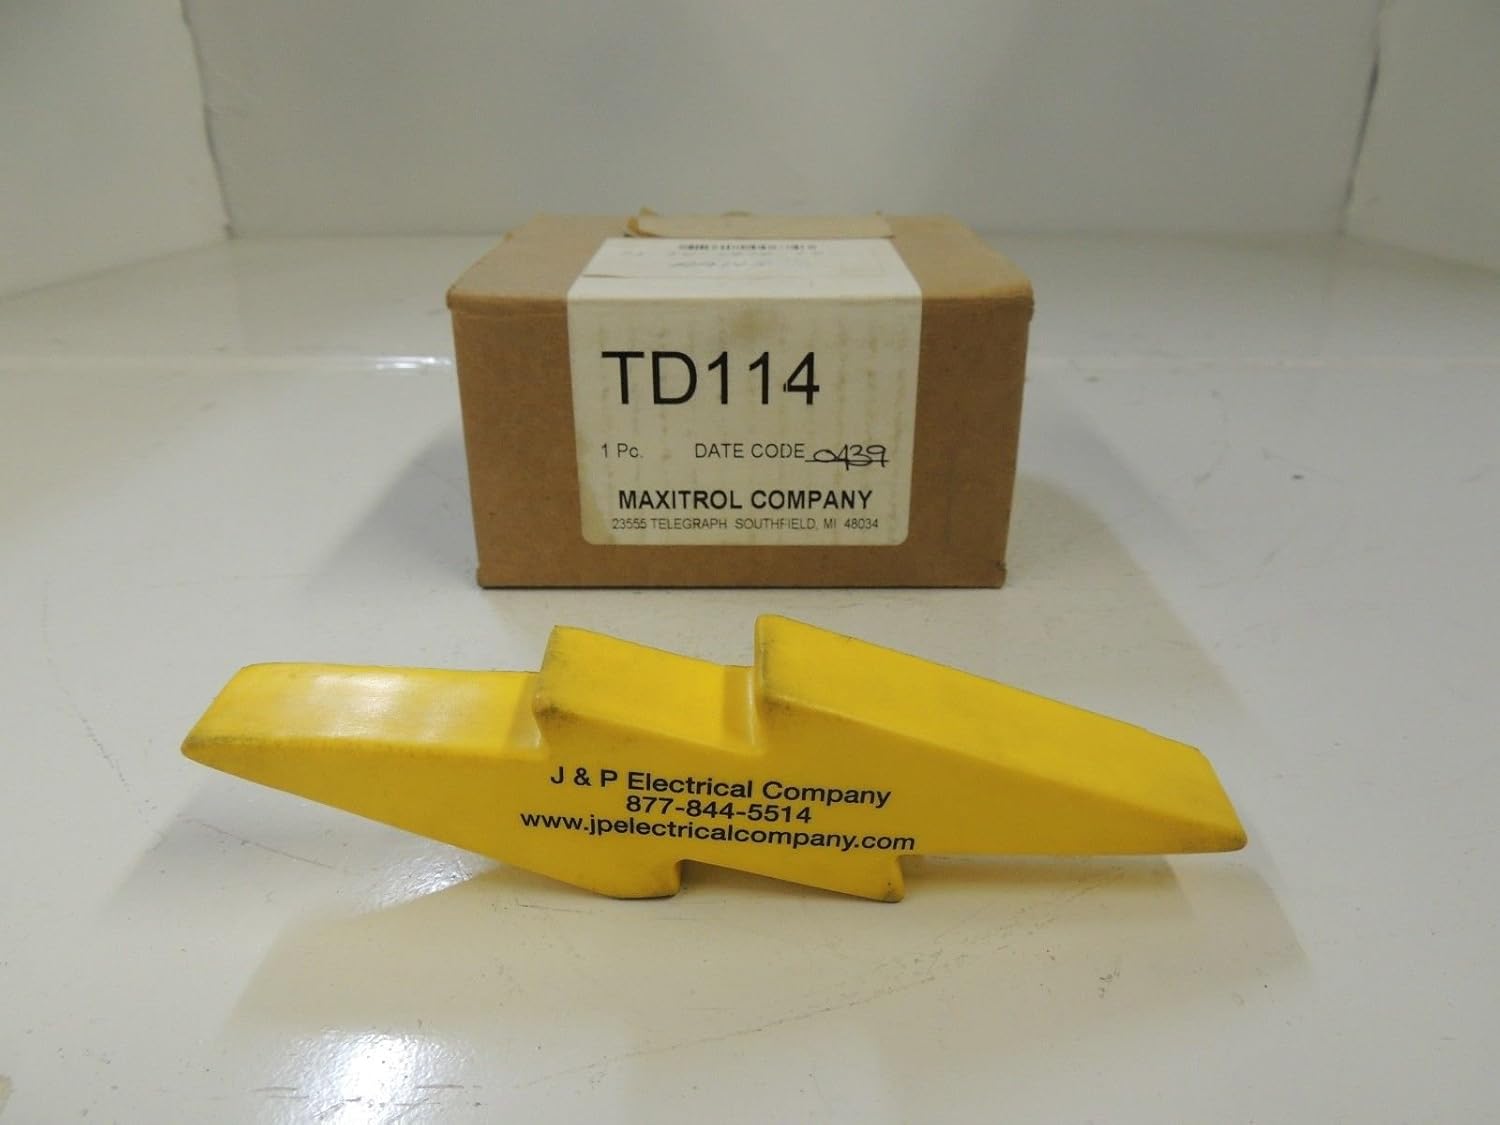 TD114
1 Pc. DATE CODE 0439
MAXITROL COMPANY
23555 TELEGRAPH SOUTHFIELD, MI 48034
J & P Electrical Company
877-844-5514
www.jpelectricalcompany.com